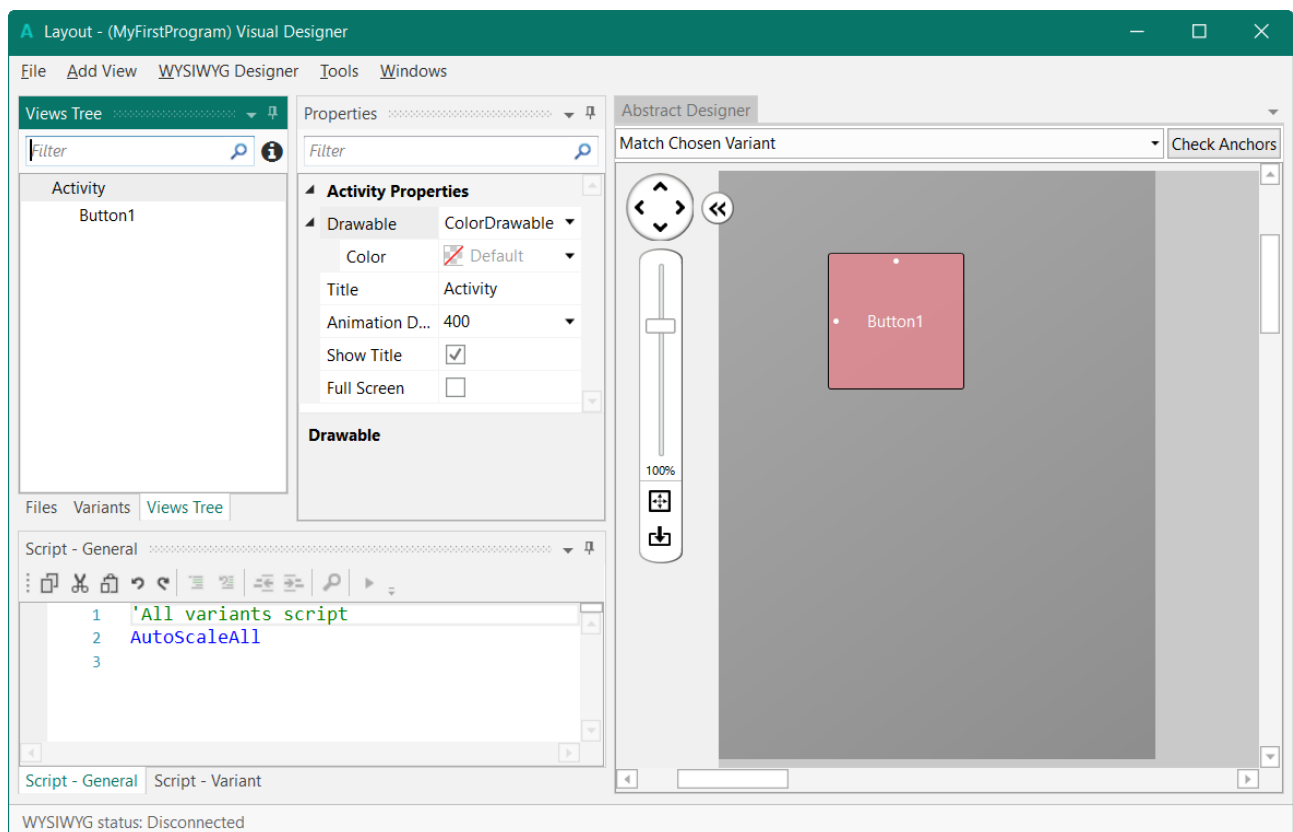 A Layout - (MyFirstProgram) Visual Designer
File Add View WYSIWYG Designer Tools Windows
Views Tree
Filter
Activity
Button1
Files Variants Views Tree
Properties
Filter
Activity Properties
Drawable ColorDrawable
Color Default
Title Activity
Animation D... 400
Show Title
Full Screen
Drawable
Script - General
1 'All variants script
2 AutoScaleAll
3
Script - General Script - Variant
Abstract Designer
Match Chosen Variant Check Anchors
Button1
100%
WYSIWYG status: Disconnected